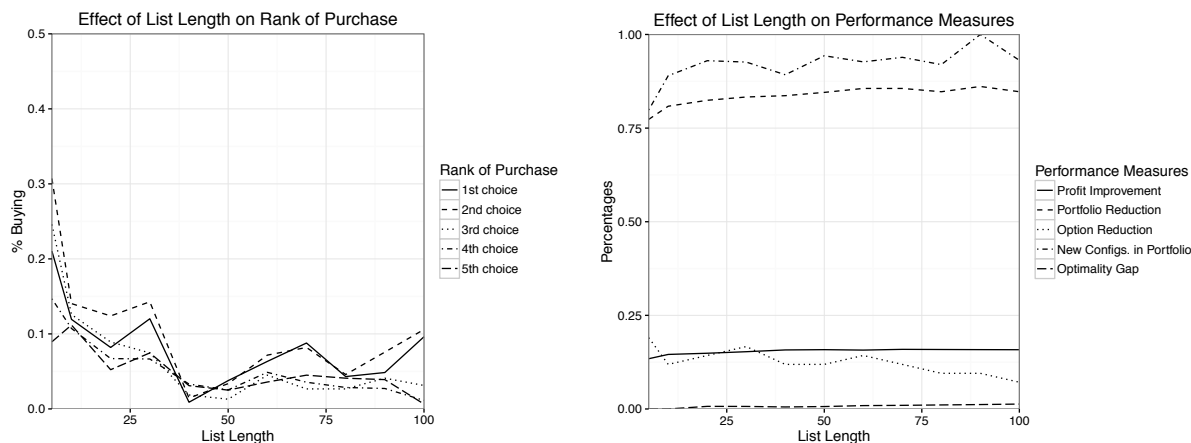 Effect of List Length on Rank of Purchase
0.5
0.4
0.3
0.2
0.1
0.0
% Buying
25
50
75
100
List Length
Rank of Purchase
1st choice
2nd choice
3rd choice
4th choice
5th choice
Effect of List Length on Performance Measures
1.00
0.75
0.50
0.25
0.00
Percentages
25
50
75
100
List Length
Performance Measures
Profit Improvement
Portfolio Reduction
Option Reduction
New Configs. in Portfolio
Optimality Gap